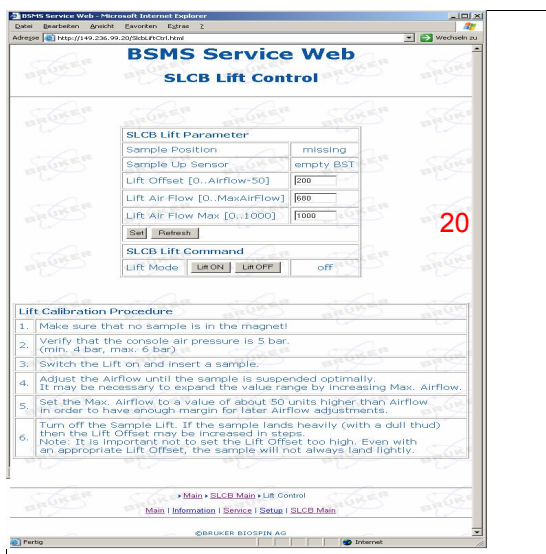 BSMS Service Web - Microsoft Internet Explorer
Datei Bearbeiten Ansicht Favoriten Extras ?
Adresse http://149.236.99.20/SlcbLiftCtrl.html Wechseln zu
BSMS Service Web
SLCB Lift Control
SLCB Lift Parameter
Sample Position missing
Sample Up Sensor empty BST
Lift Offset [0..Airflow-50] 200
Lift Air Flow [0..MaxAirFlow] 680
Lift Air Flow Max [0..1000] 1000
Set Refresh
20
SLCB Lift Command
Lift Mode Lift ON Lift OFF off
Lift Calibration Procedure
1. Make sure that no sample is in the magnet!
2. Verify that the console air pressure is 5 bar.
(min. 4 bar, max. 6 bar)
3. Switch the Lift on and insert a sample.
4. Adjust the Airflow until the sample is suspended optimally.
It may be necessary to expand the value range by increasing Max. Airflow.
5. Set the Max. Airflow to a value of about 50 units higher than Airflow
in order to have enough margin for later Airflow adjustments.
6. Turn off the Sample Lift. If the sample lands heavily (with a dull thud)
then the Lift Offset may be increased in steps.
Note: It is important not to set the Lift Offset too high. Even with
an appropriate Lift Offset, the sample will not always land lightly.
Main SLCB Main Lift Control
Main | Information | Service | Setup | SLCB Main
©BRUKER BIOSPIN AG
Fertig Internet